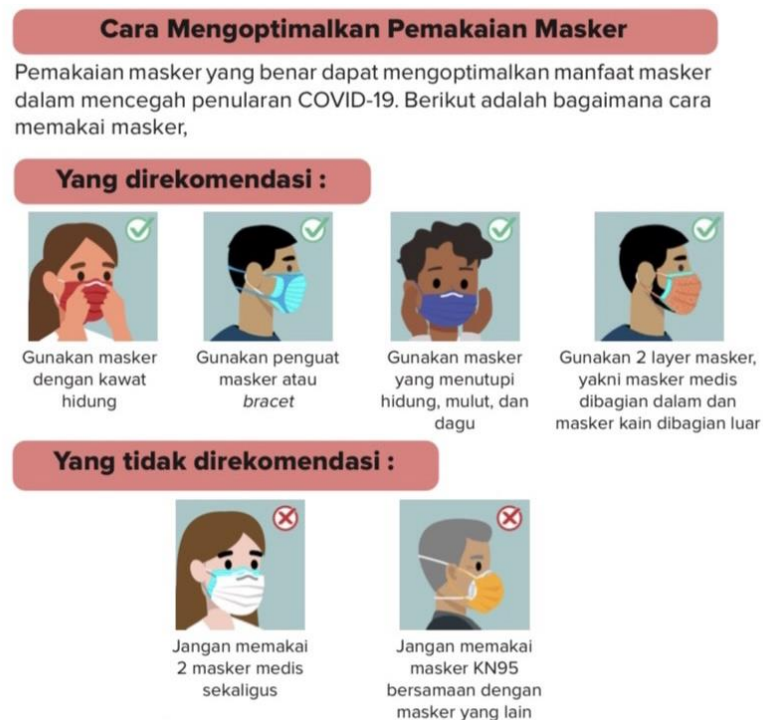 Cara Mengoptimalkan Pemakaian Masker
Pemakaian masker yang benar dapat mengoptimalkan manfaat masker
dalam mencegah penularan COVID-19. Berikut adalah bagaimana cara
memakai masker,
Yang direkomendasi :
Gunakan masker
dengan kawat
hidung
Gunakan penguat
masker atau
bracet
Gunakan masker
yang menutupi
hidung, mulut, dan
dagu
Gunakan 2 layer masker,
yakni masker medis
dibagian dalam dan
masker kain dibagian luar
Yang tidak direkomendasi :
Jangan memakai
2 masker medis
sekaligus
Jangan memakai
masker KN95
bersamaan dengan
masker yang lain